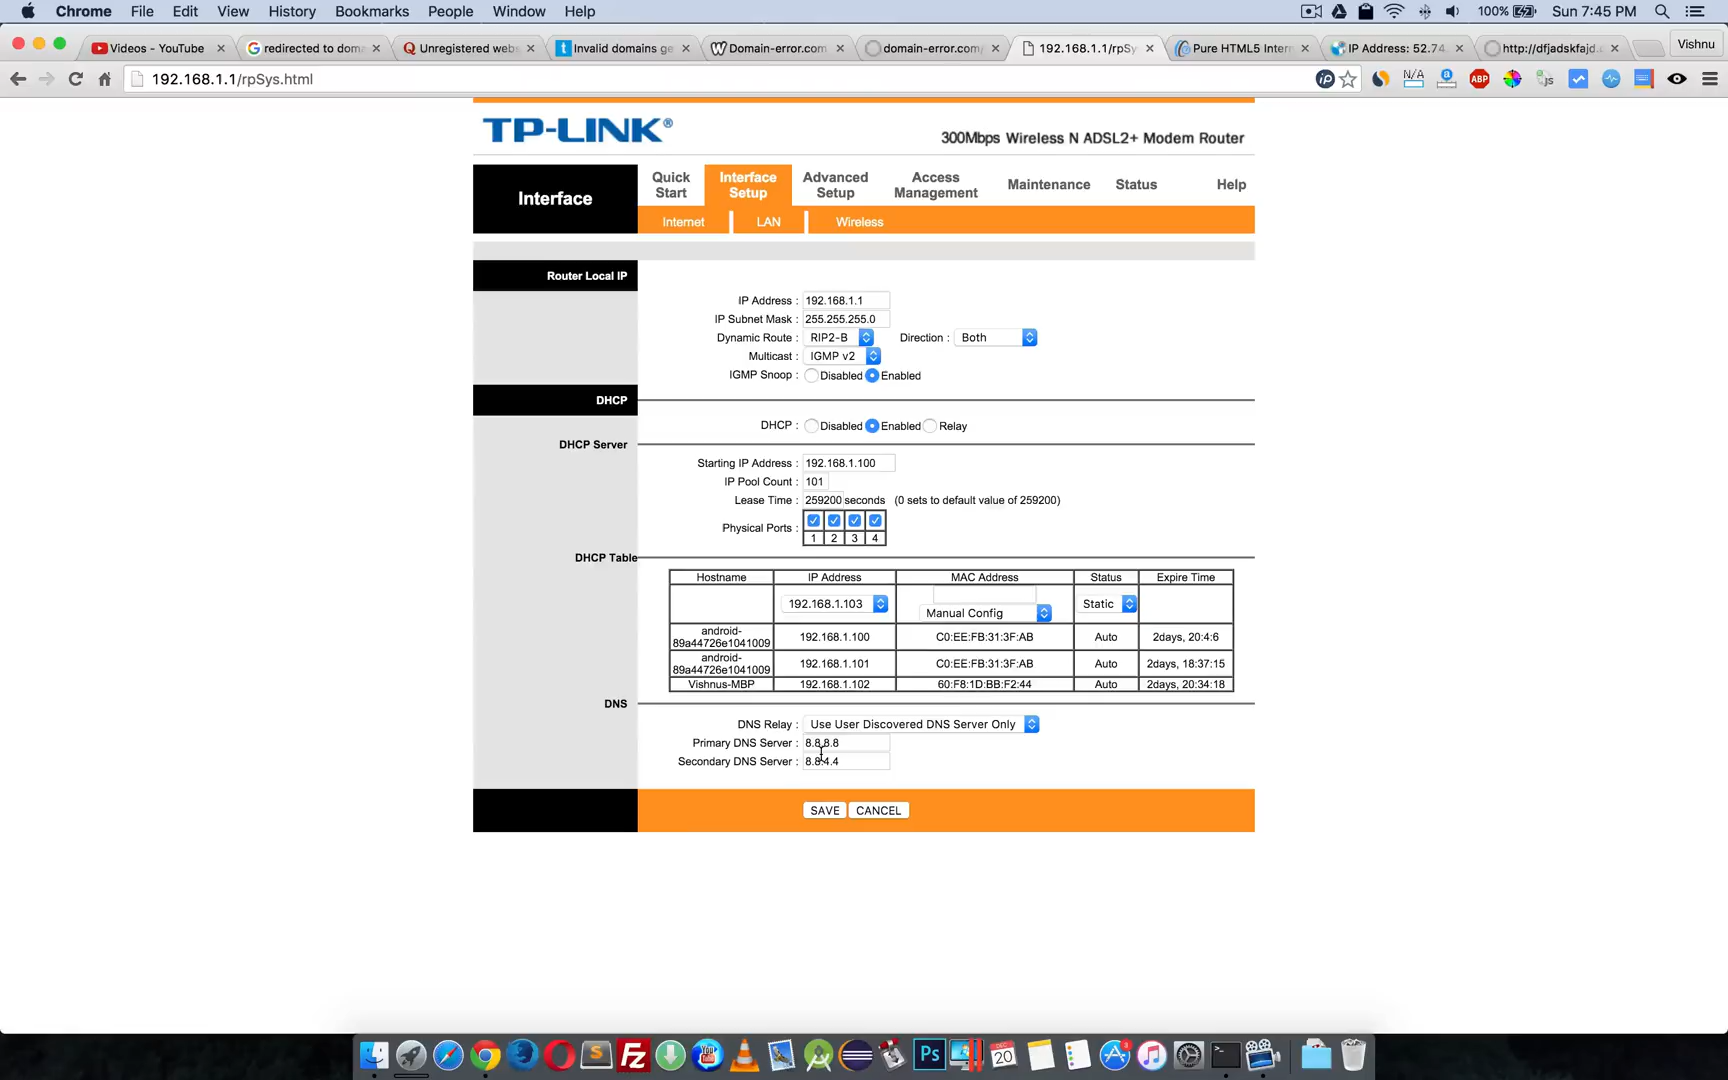 Chrome File Edit View History Bookmarks People Window Help 100% Sun 7:45 PM
Videos - YouTube redirected to doma Unregistered webs Invalid domains ge Domain-error.com domain-error.com/ 192.168.1.1/rpSy Pure HTML5 Intern IP Address: 52.74 http://dfjadskfajd. Vishnu
192.168.1.1/rpSys.html N/A ABP
TP-LINK®
300Mbps Wireless N ADSL2+ Modem Router
Interface
Quick Start Interface Setup Advanced Setup Access Management Maintenance Status Help
Internet LAN Wireless
Router Local IP
IP Address : 192.168.1.1
IP Subnet Mask : 255.255.255.0
Dynamic Route : RIP2-B Direction : Both
Multicast : IGMP v2
IGMP Snoop : Disabled Enabled
DHCP
DHCP : Disabled Enabled Relay
DHCP Server
Starting IP Address : 192.168.1.100
IP Pool Count : 101
Lease Time : 259200 seconds (0 sets to default value of 259200)
Physical Ports :
1 2 3 4
DHCP Table
Hostname IP Address MAC Address Status Expire Time
192.168.1.103 Manual Config Static
android-89a44726e1041009 192.168.1.100 C0:EE:FB:31:3F:AB Auto 2days, 20:4:6
android-89a44726e1041009 192.168.1.101 C0:EE:FB:31:3F:AB Auto 2days, 18:37:15
Vishnus-MBP 192.168.1.102 60:F8:1D:BB:F2:44 Auto 2days, 20:34:18
DNS
DNS Relay : Use User Discovered DNS Server Only
Primary DNS Server : 8.8.8.8
Secondary DNS Server : 8.8.4.4
SAVE CANCEL